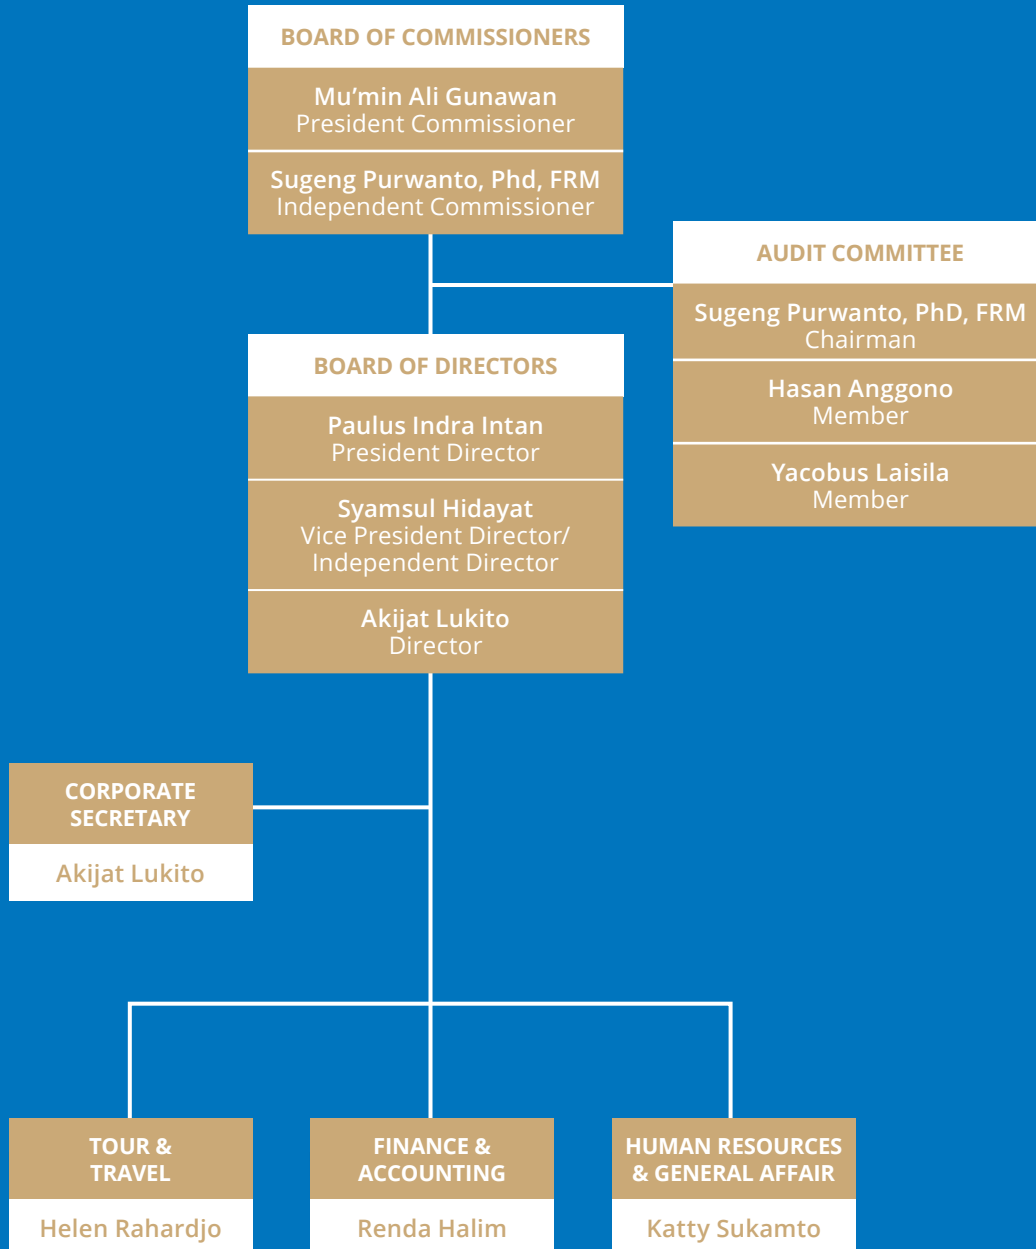 BOARD OF COMMISSIONERS
Mu’min Ali Gunawan
President Commissioner
Sugeng Purwanto, Phd, FRM
Independent Commissioner
AUDIT COMMITTEE
Sugeng Purwanto, PhD, FRM
Chairman
Hasan Anggono
Member
Yacobus Laisila
Member
BOARD OF DIRECTORS
Paulus Indra Intan
President Director
Syamsul Hidayat
Vice President Director/
Independent Director
Akijat Lukito
Director
CORPORATE
SECRETARY
Akijat Lukito
TOUR &
TRAVEL
Helen Rahardjo
FINANCE &
ACCOUNTING
Renda Halim
HUMAN RESOURCES
& GENERAL AFFAIR
Katty Sukamto